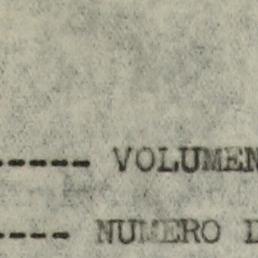 ----- VOLUMEN
---- NUMERO D